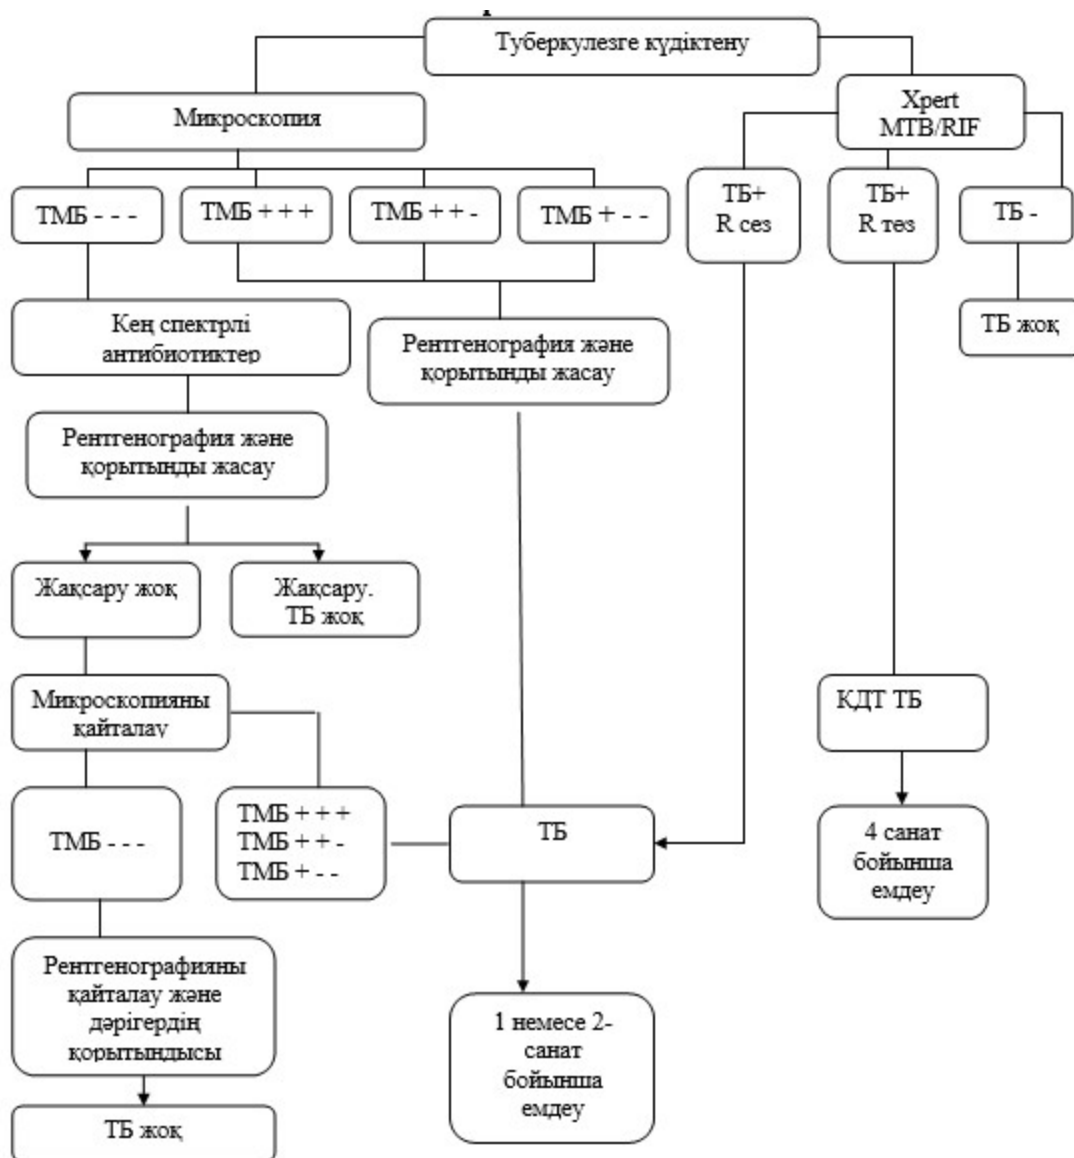 Туберкулезге күдіктену
Микроскопия
Xpert
MTB/RIF
ТМБ - - -
ТМБ + + +
ТМБ + + -
ТМБ + - -
ТБ+
R сез
ТБ+
R төз
ТБ -
Кең спектрлі
антибиотиктер
Рентгенография және
қорытынды жасау
ТБ жоқ
Рентгенография және
қорытынды жасау
Жақсару жоқ
Жақсару.
ТБ жоқ
Микроскопияны
қайталау
КДТ ТБ
ТМБ - - -
ТМБ + + +
ТМБ + + -
ТМБ + - -
ТБ
4 санат
бойынша
емдеу
Рентгенографияны
қайталау және
дәрігердің
қорытындысы
1 немесе 2-
санат
бойынша
емдеу
ТБ жоқ